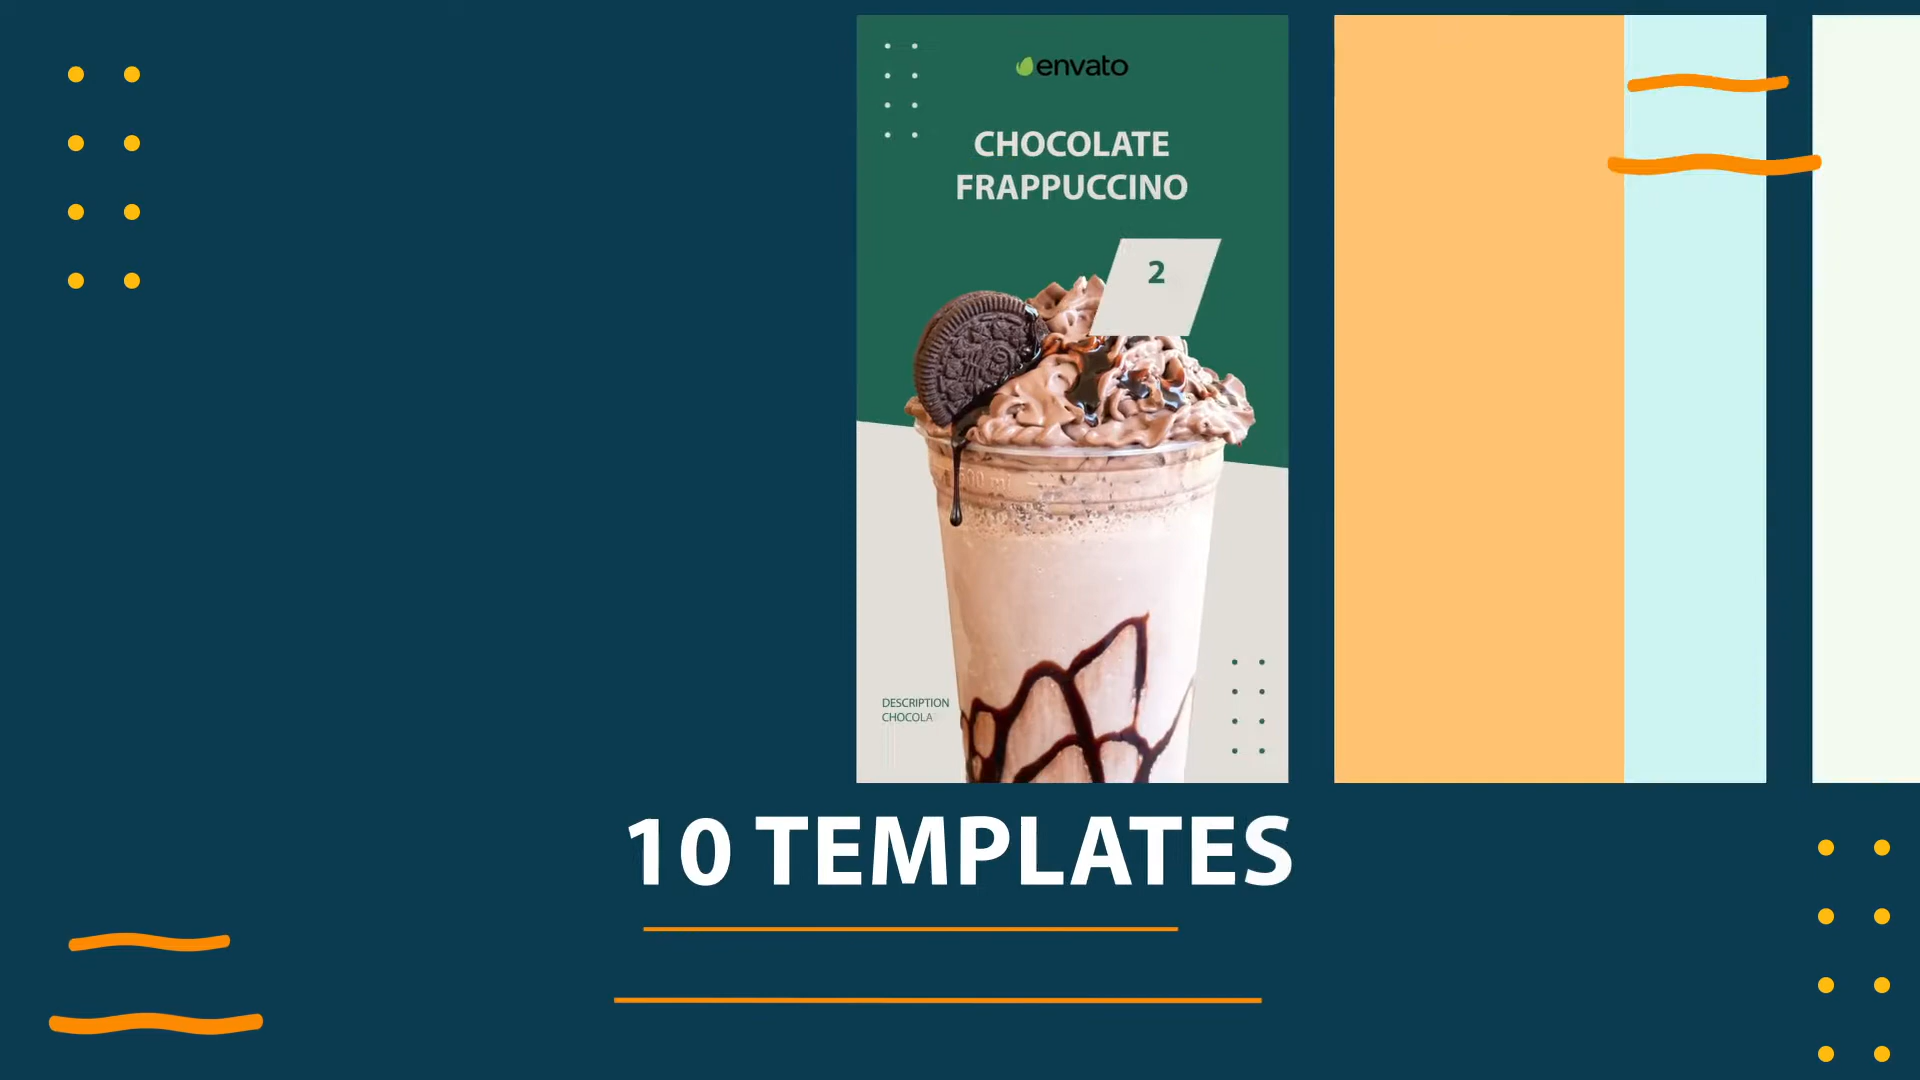 envato
CHOCOLATE
FRAPPUCCINO
2
DESCRIPTION
CHOCOLA
10 TEMPLATES